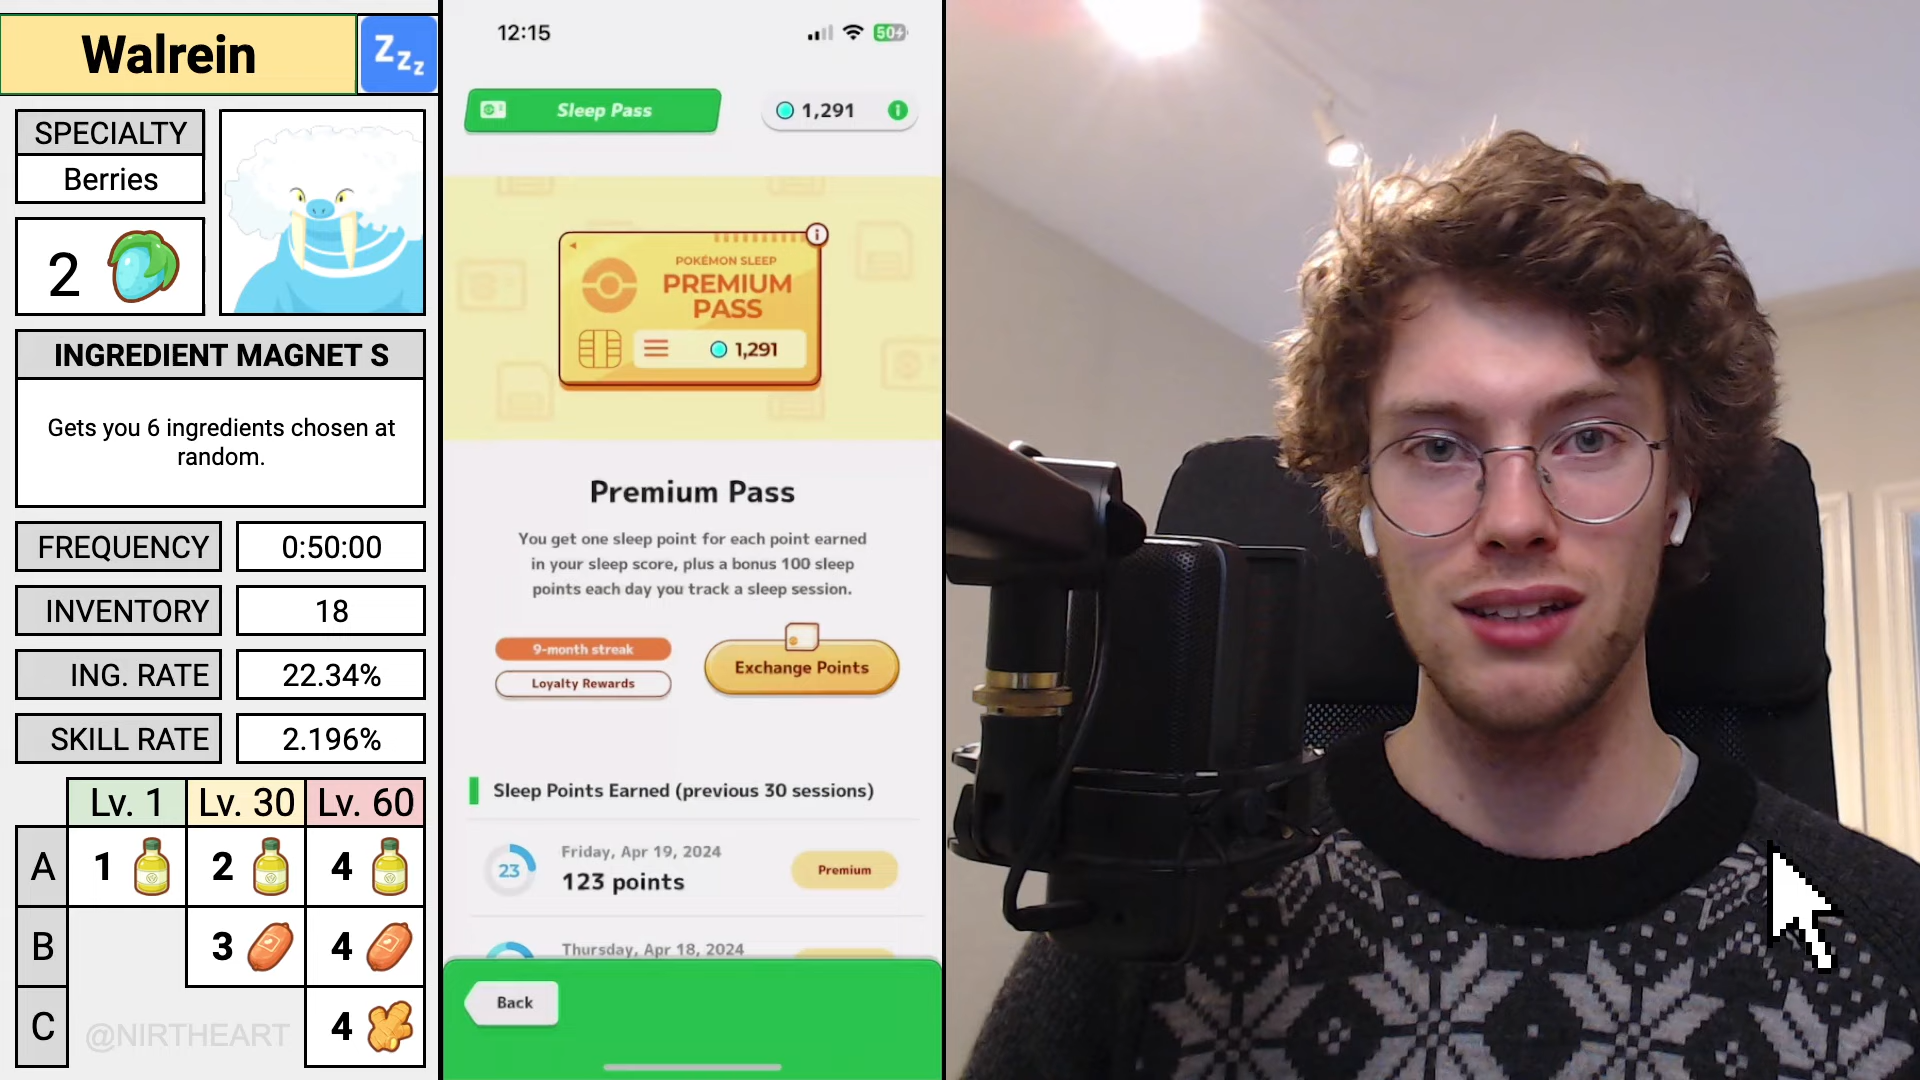 Walrein
Zzz
SPECIALTY
Berries
2
INGREDIENT MAGNET S
Gets you 6 ingredients chosen at
random.
FREQUENCY
0:50:00
INVENTORY
18
ING. RATE
22.34%
SKILL RATE
2.196%
Lv. 1
Lv. 30
Lv. 60
A
1
2
4
B
3
4
C
4
@NIRTHEART
12:15
50
Sleep Pass
1,291
POKÉMON SLEEP
PREMIUM
PASS
1,291
Premium Pass
You get one sleep point for each point earned
in your sleep score, plus a bonus 100 sleep
points each day you track a sleep session.
9-month streak
Loyalty Rewards
Exchange Points
Sleep Points Earned (previous 30 sessions)
23
Friday, Apr 19, 2024
123 points
Premium
Thursday, Apr 18, 2024
Back